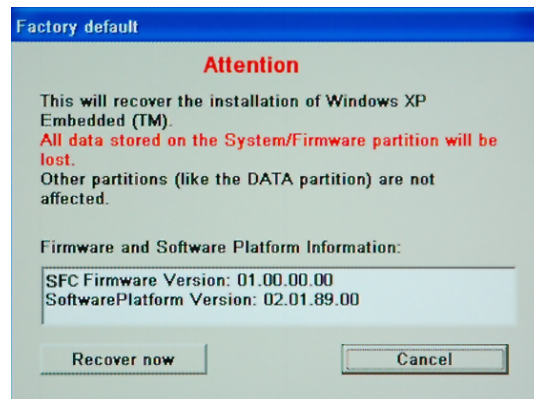 Factory default
Attention
This will recover the installation of Windows XP
Embedded (TM).
All data stored on the System/Firmware partition will be
lost.
Other partitions (like the DATA partition) are not
affected.
Firmware and Software Platform Information:
SFC Firmware Version: 01.00.00.00
SoftwarePlatform Version: 02.01.89.00
Recover now
Cancel